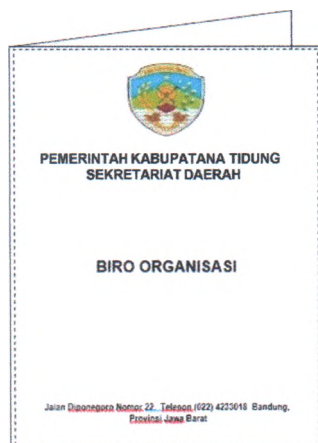 PEMERINTAH KABUPATANA TIDUNG
SEKRETARIAT DAERAH
BIRO ORGANISASI
Jalan Diponegoro Nomor 22. Telepon (022) 4233018 Bandung,
Provinsi Jawa Barat